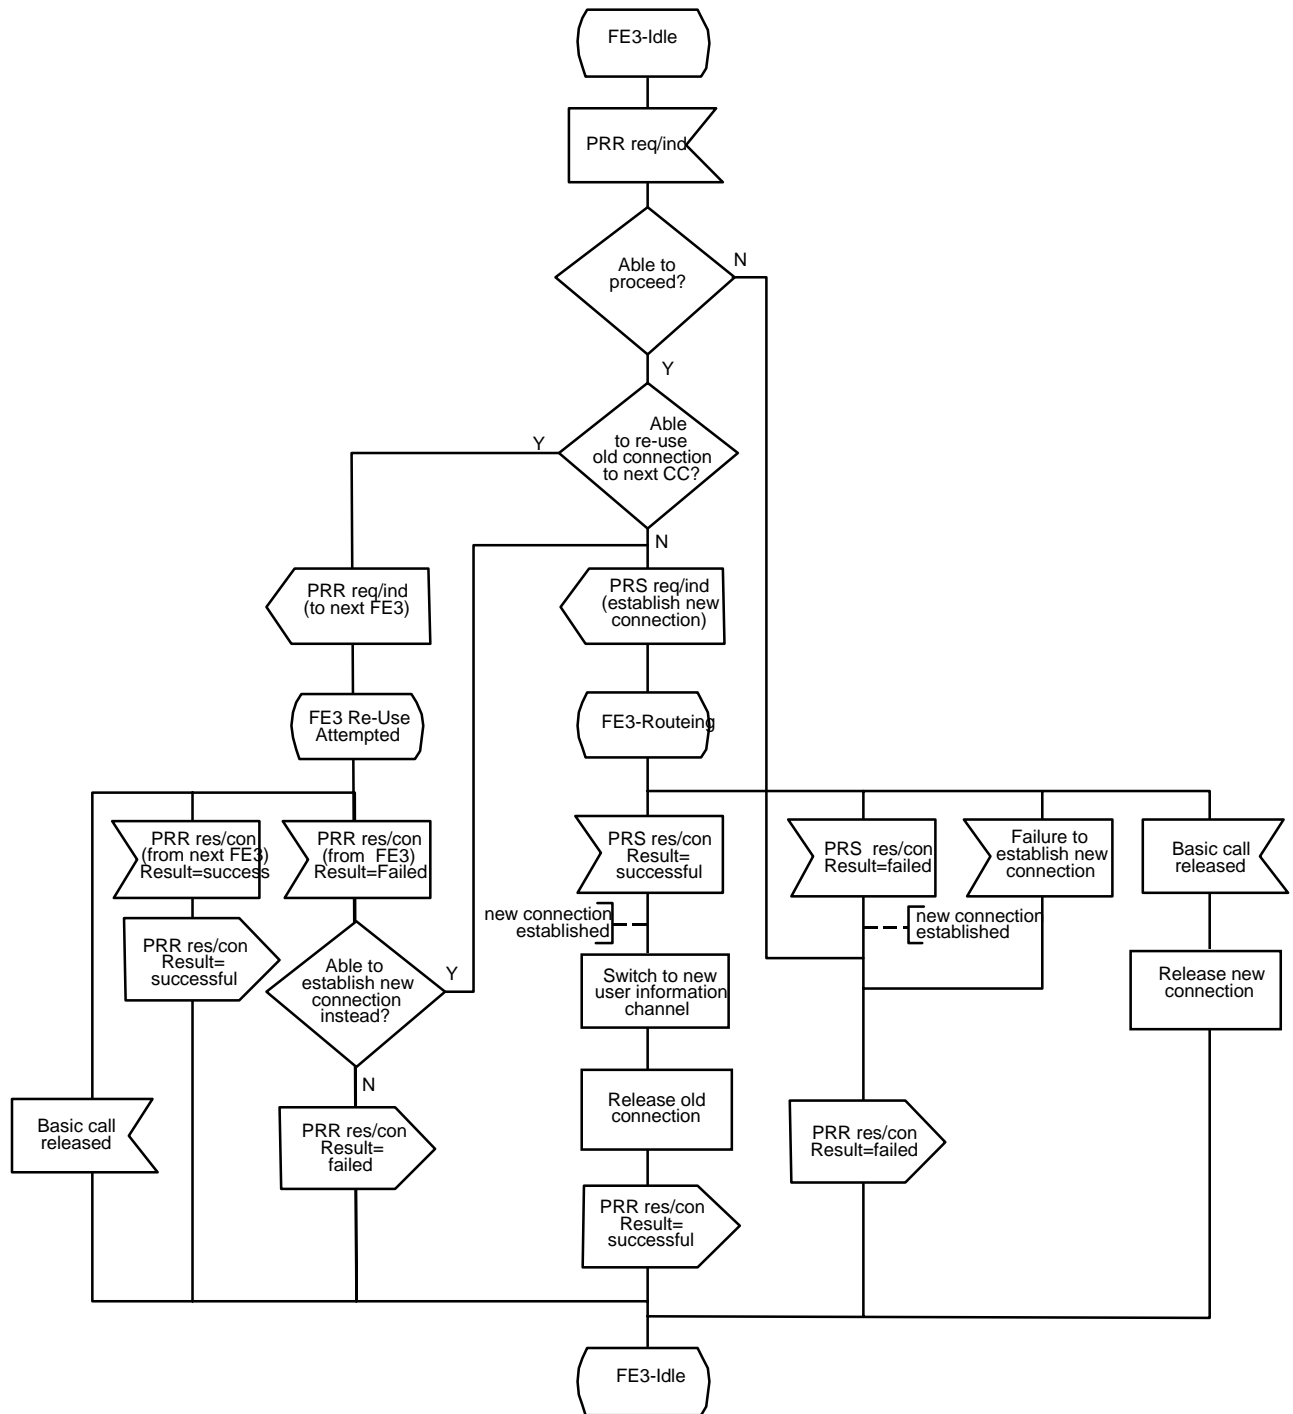 FE3-Idle
PRR req/ind
Able to
proceed?
N
Y
Able
to re-use
old connection
to next CC?
Y
N
PRR req/ind
(to next FE3)
PRS req/ind
(establish new
connection)
FE3 Re-Use
Attempted
FE3-Routeing
PRR res/con
(from next FE3)
Result=success
PRR res/con
(from FE3)
Result=Failed
PRS res/con
Result=
successful
PRS res/con
Result=failed
Failure to
establish new
connection
Basic call
released
new connection
established
new connection
established
PRR res/con
Result=
successful
Able to
establish new
connection
instead?
Y
N
Switch to new
user information
channel
Release new
connection
Basic call
released
PRR res/con
Result=
failed
Release old
connection
PRR res/con
Result=failed
PRR res/con
Result=
successful
FE3-Idle